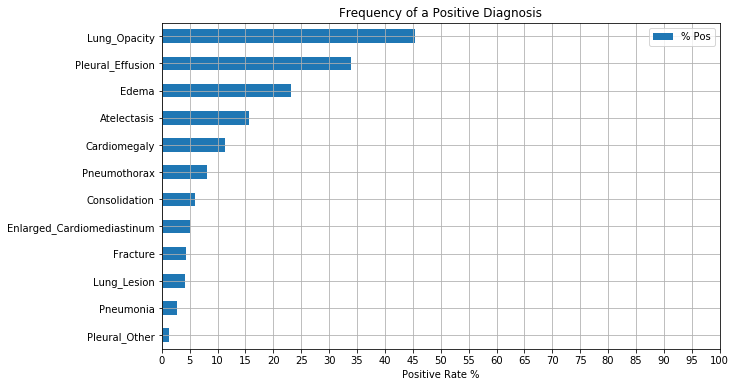 Frequency of a Positive Diagnosis
% Pos
Lung_Opacity
Pleural_Effusion
Edema
Atelectasis
Cardiomegaly
Pneumothorax
Consolidation
Enlarged_Cardiomediastinum
Fracture
Lung_Lesion
Pneumonia
Pleural_Other
0 5 10 15 20 25 30 35 40 45 50 55 60 65 70 75 80 85 90 95 100
Positive Rate %